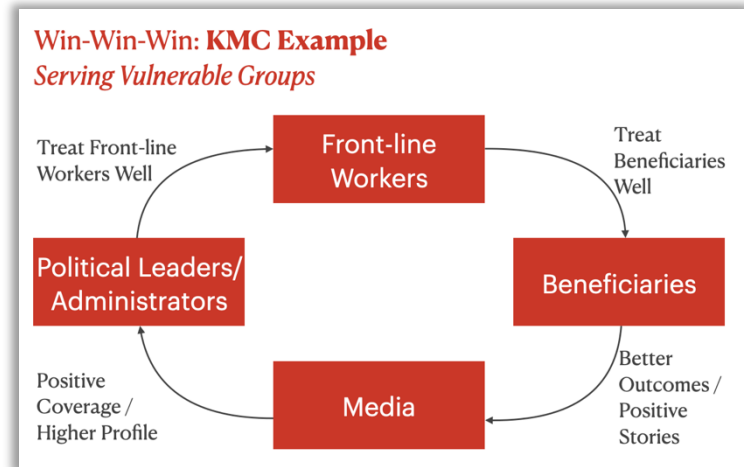 Win-Win-Win: KMC Example
Serving Vulnerable Groups
Treat Front-line
Workers Well
Front-line
Workers
Treat
Beneficiaries
Well
Political Leaders/
Administrators
Beneficiaries
Positive
Coverage /
Higher Profile
Media
Better
Outcomes /
Positive
Stories